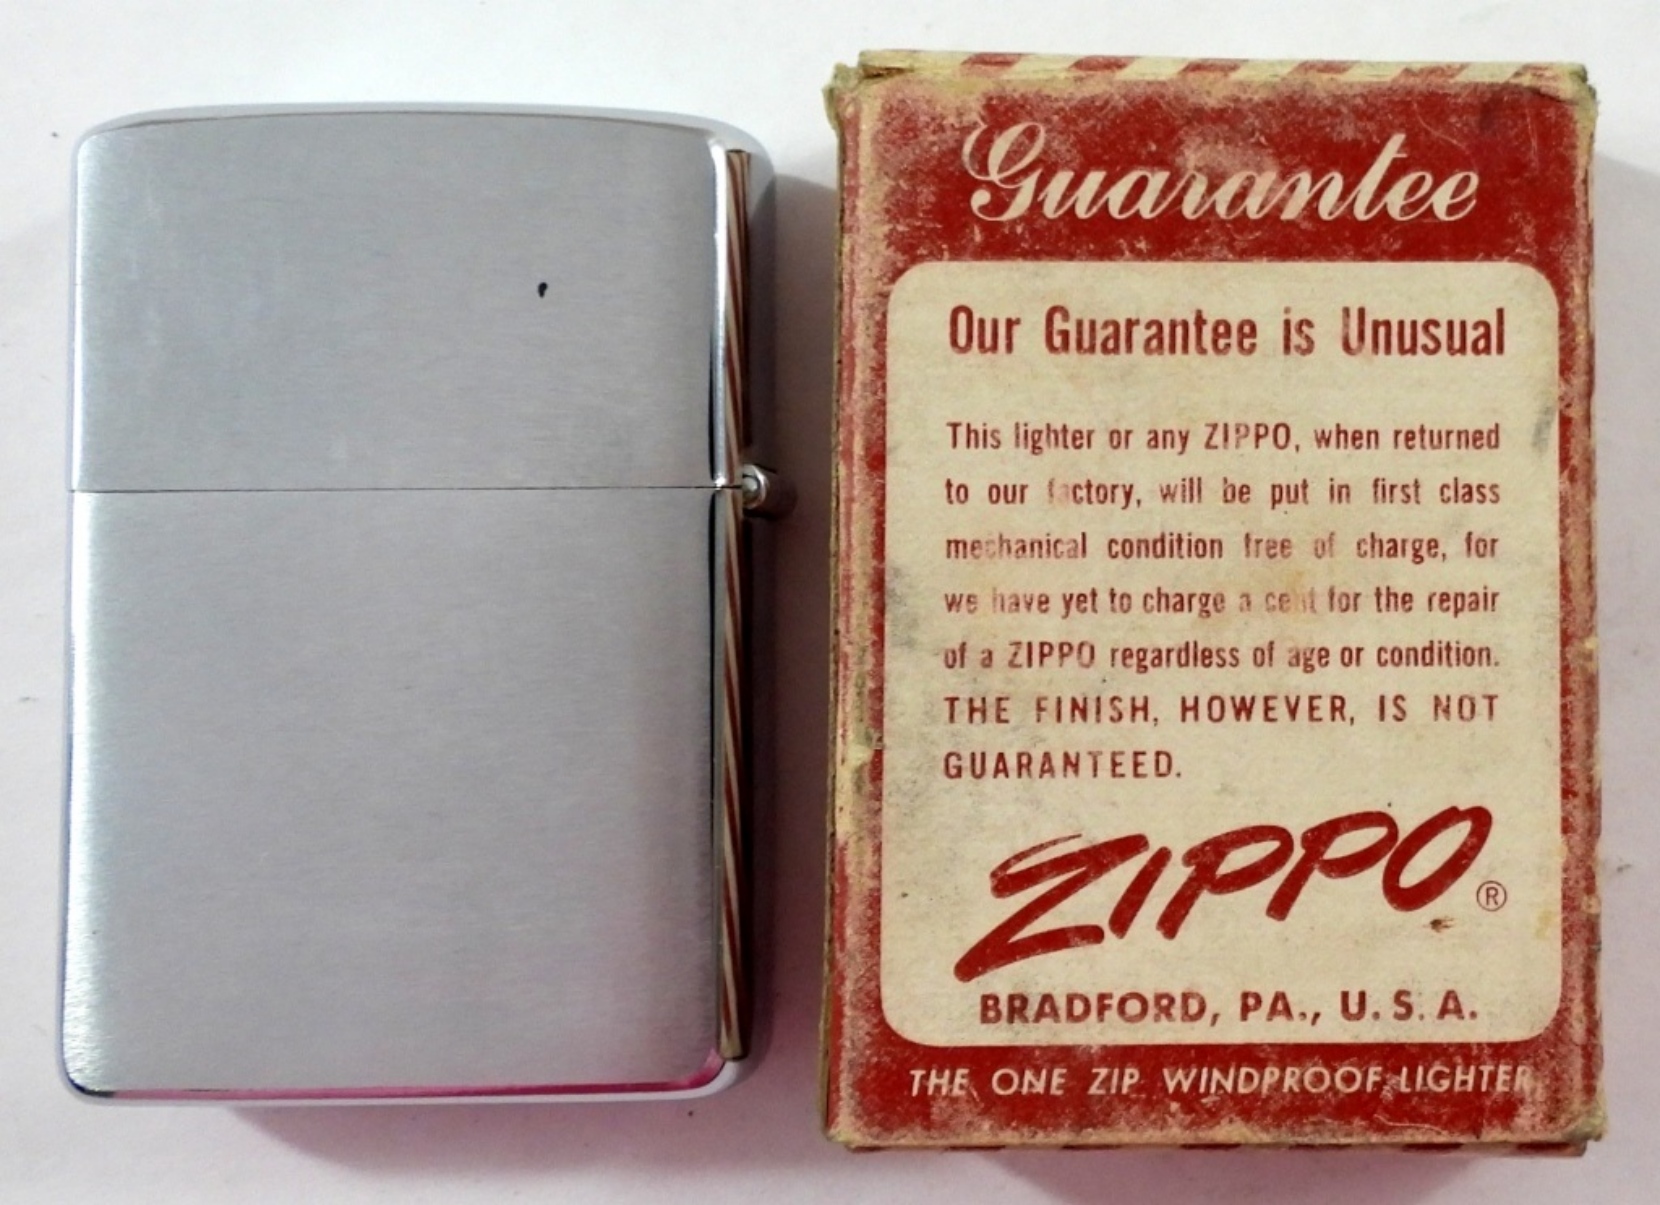 Guarantee
Our Guarantee is Unusual
This lighter or any ZIPPO, when returned
to our factory, will be put in first class
mechanical condition free of charge, for
we have yet to charge a cent for the repair
of a ZIPPO regardless of age or condition.
THE FINISH, HOWEVER, IS NOT
GUARANTEED.
ZIPPO ®
BRADFORD, PA., U. S. A.
THE ONE ZIP WINDPROOF LIGHTER